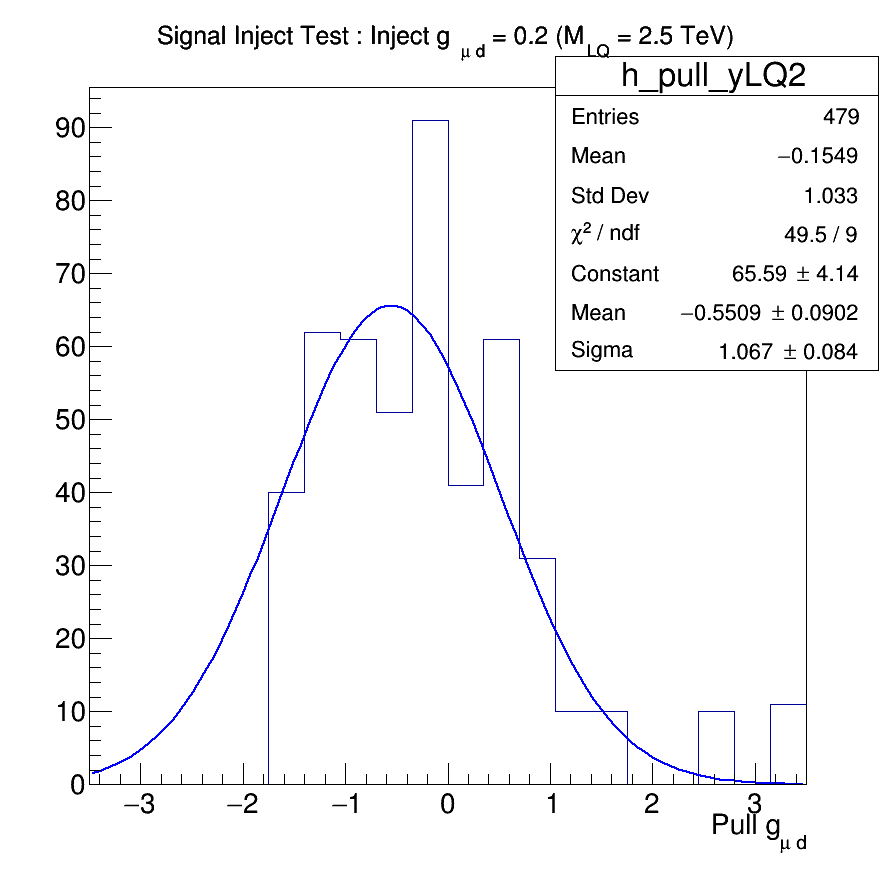 Signal Inject Test : Inject g μ d = 0.2 (M LQ = 2.5 TeV)
h_pull_yLQ2
Entries 479
Mean −0.1549
Std Dev 1.033
χ² / ndf 49.5 / 9
Constant 65.59 ± 4.14
Mean −0.5509 ± 0.0902
Sigma 1.067 ± 0.084
90
80
70
60
50
40
30
20
10
0
−3 −2 −1 0 1 2 3
Pull g μ d